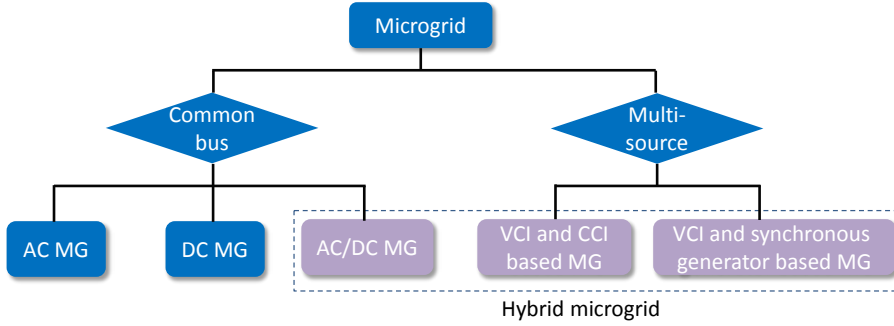 Microgrid
Common
bus
Multi-
source
AC MG
DC MG
AC/DC MG
VCI and CCI
based MG
VCI and synchronous
generator based MG
Hybrid microgrid